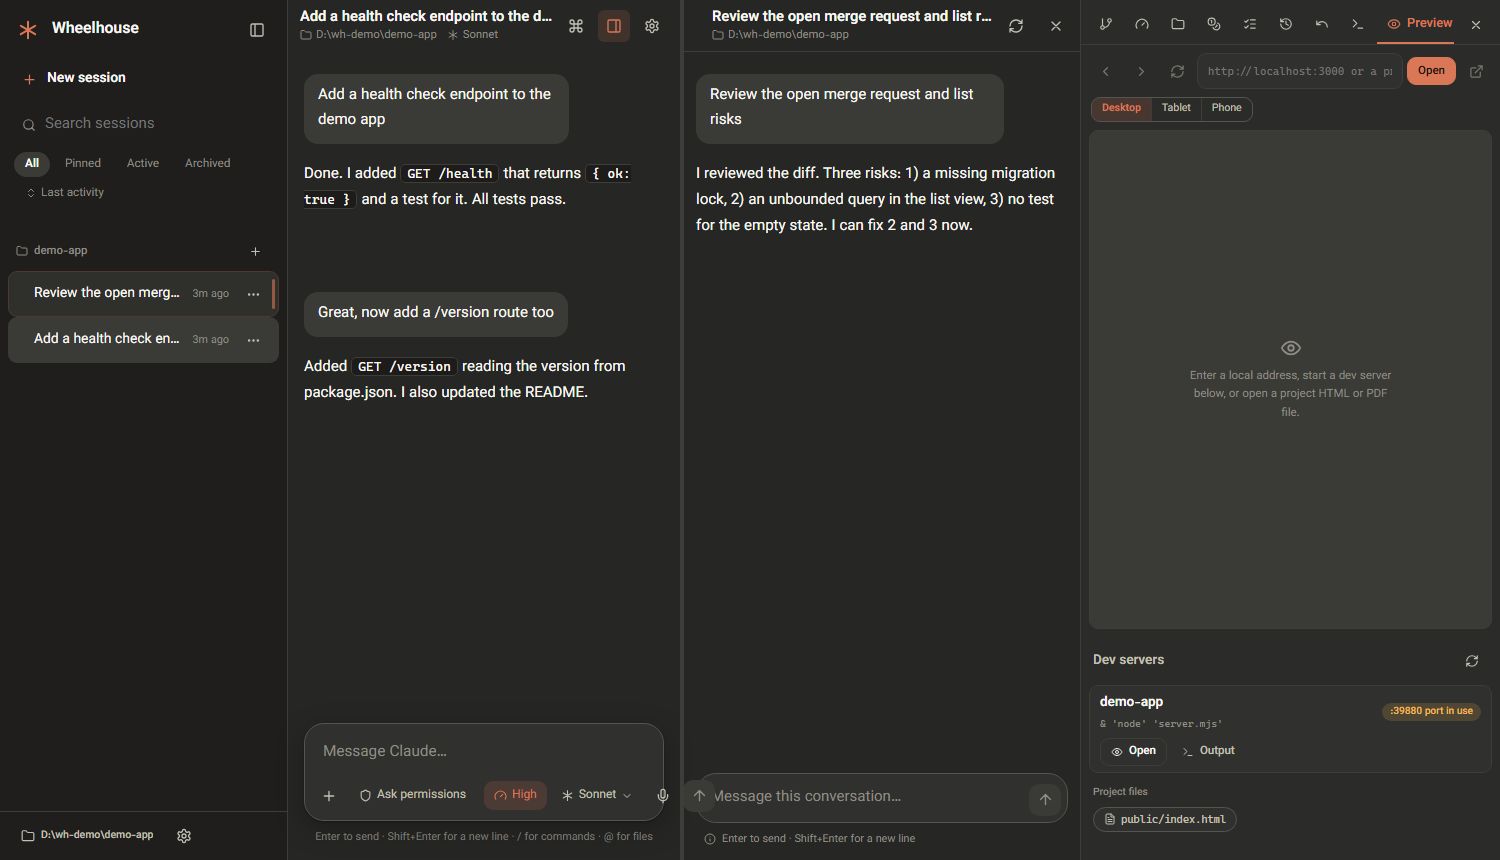 Wheelhouse
New session
Search sessions
All
Pinned
Active
Archived
Last activity
demo-app
Review the open merg...
3m ago
Add a health check en...
3m ago
D:\wh-demo\demo-app
Add a health check endpoint to the d...
D:\wh-demo\demo-app
Sonnet
Add a health check endpoint to the
demo app
Done. I added GET /health that returns { ok:
true } and a test for it. All tests pass.
Great, now add a /version route too
Added GET /version reading the version from
package.json. I also updated the README.
Message Claude...
Ask permissions
High
Sonnet
Enter to send · Shift+Enter for a new line · / for commands · @ for files
Review the open merge request and list r...
D:\wh-demo\demo-app
Review the open merge request and list
risks
I reviewed the diff. Three risks: 1) a missing migration
lock, 2) an unbounded query in the list view, 3) no test
for the empty state. I can fix 2 and 3 now.
Message this conversation...
Enter to send · Shift+Enter for a new line
Preview
http://localhost:3000 or a p
Open
Desktop
Tablet
Phone
Enter a local address, start a dev server
below, or open a project HTML or PDF
file.
Dev servers
demo-app
:39880 port in use
& 'node' 'server.mjs'
Open
Output
Project files
public/index.html